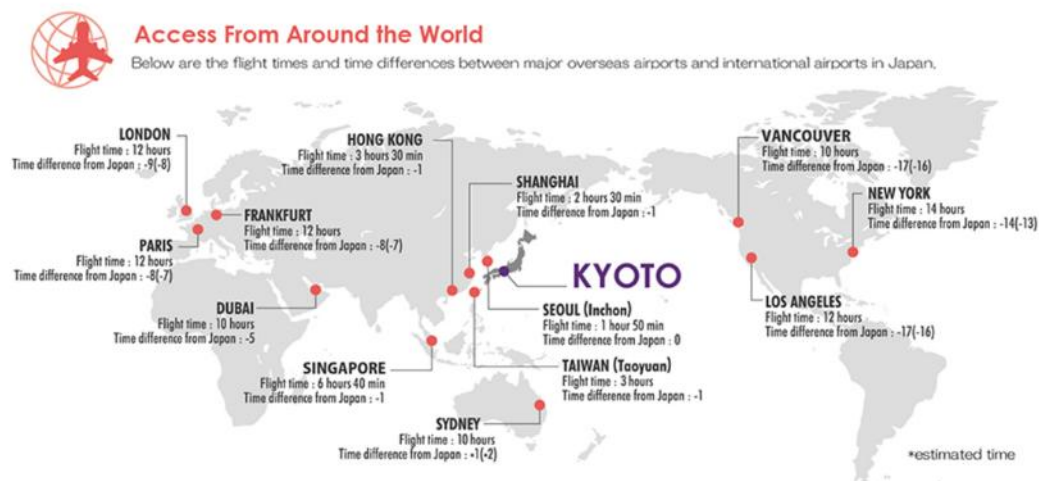 Access From Around the World
Below are the flight times and time differences between major overseas airports and international airports in Japan.
LONDON
Flight time : 12 hours
Time difference from Japan : -9(-8)
HONG KONG
Flight time : 3 hours 30 min
Time difference from Japan : -1
VANCOUVER
Flight time : 10 hours
Time difference from Japan : -17(-16)
SHANGHAI
Flight time : 2 hours 30 min
Time difference from Japan : -1
NEW YORK
Flight time : 14 hours
Time difference from Japan : -14(-13)
FRANKFURT
Flight time : 12 hours
Time difference from Japan : -8(-7)
PARIS
Flight time : 12 hours
Time difference from Japan : -8(-7)
KYOTO
DUBAI
Flight time : 10 hours
Time difference from Japan : -5
SEOUL (Inchon)
Flight time : 1 hour 50 min
Time difference from Japan : 0
LOS ANGELES
Flight time : 12 hours
Time difference from Japan : -17(-16)
SINGAPORE
Flight time : 6 hours 40 min
Time difference from Japan : -1
TAIWAN (Taoyuan)
Flight time : 3 hours
Time difference from Japan : -1
SYDNEY
Flight time : 10 hours
Time difference from Japan : +1(+2)
*estimated time